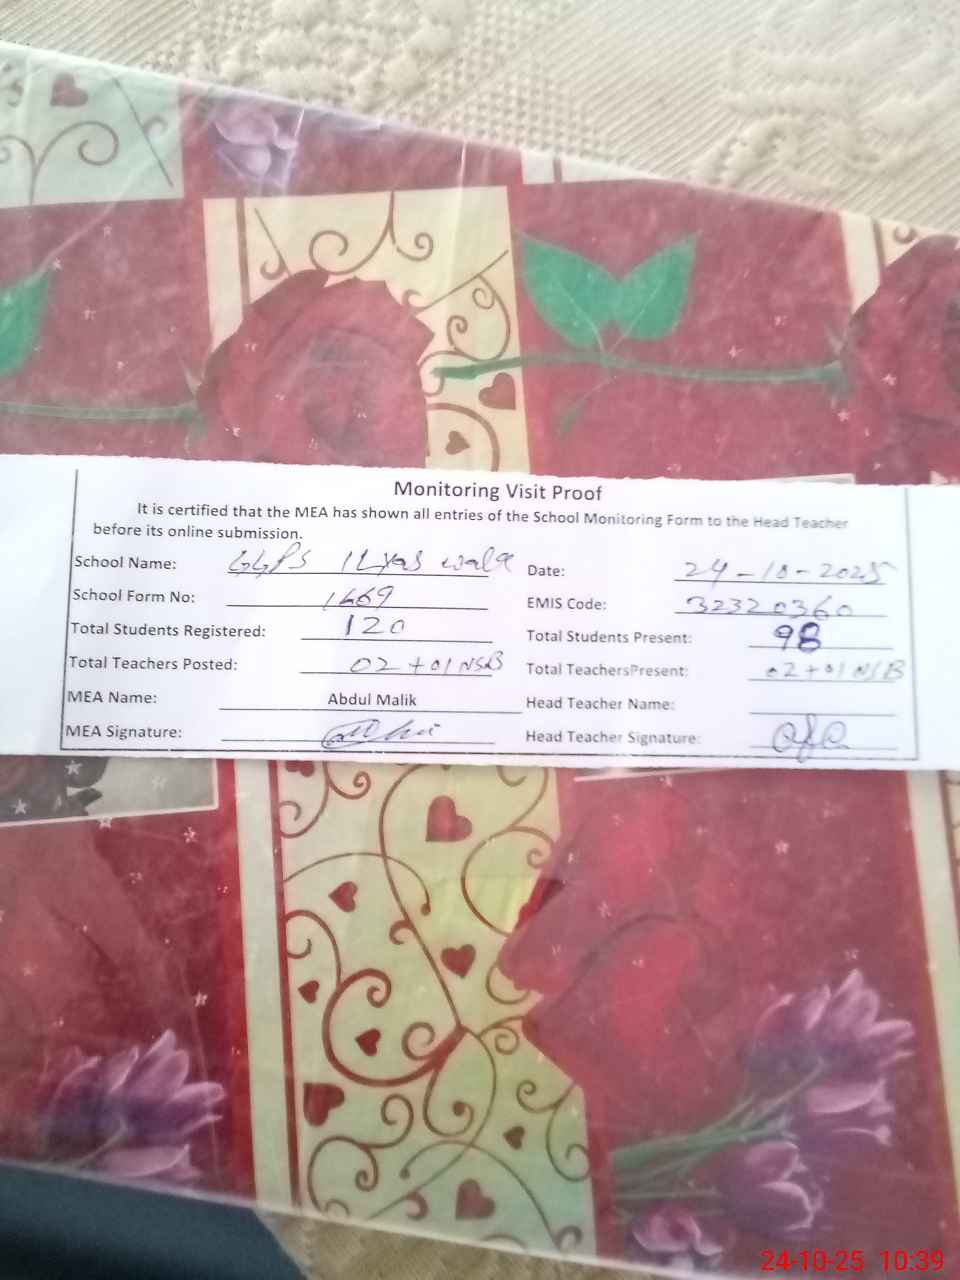 Monitoring Visit Proof
It is certified that the MEA has shown all entries of the School Monitoring Form to the Head Teacher
before its online submission.
School Name: GGPS Ilyas wala Date: 24-10-2025
School Form No: 1469 EMIS Code: 32320360
Total Students Registered: 120 Total Students Present: 98
Total Teachers Posted: 02 + 01 NSB Total TeachersPresent: 02 + 01 NSB
MEA Name: Abdul Malik Head Teacher Name:
MEA Signature: Head Teacher Signature:
24-10-25 10:39